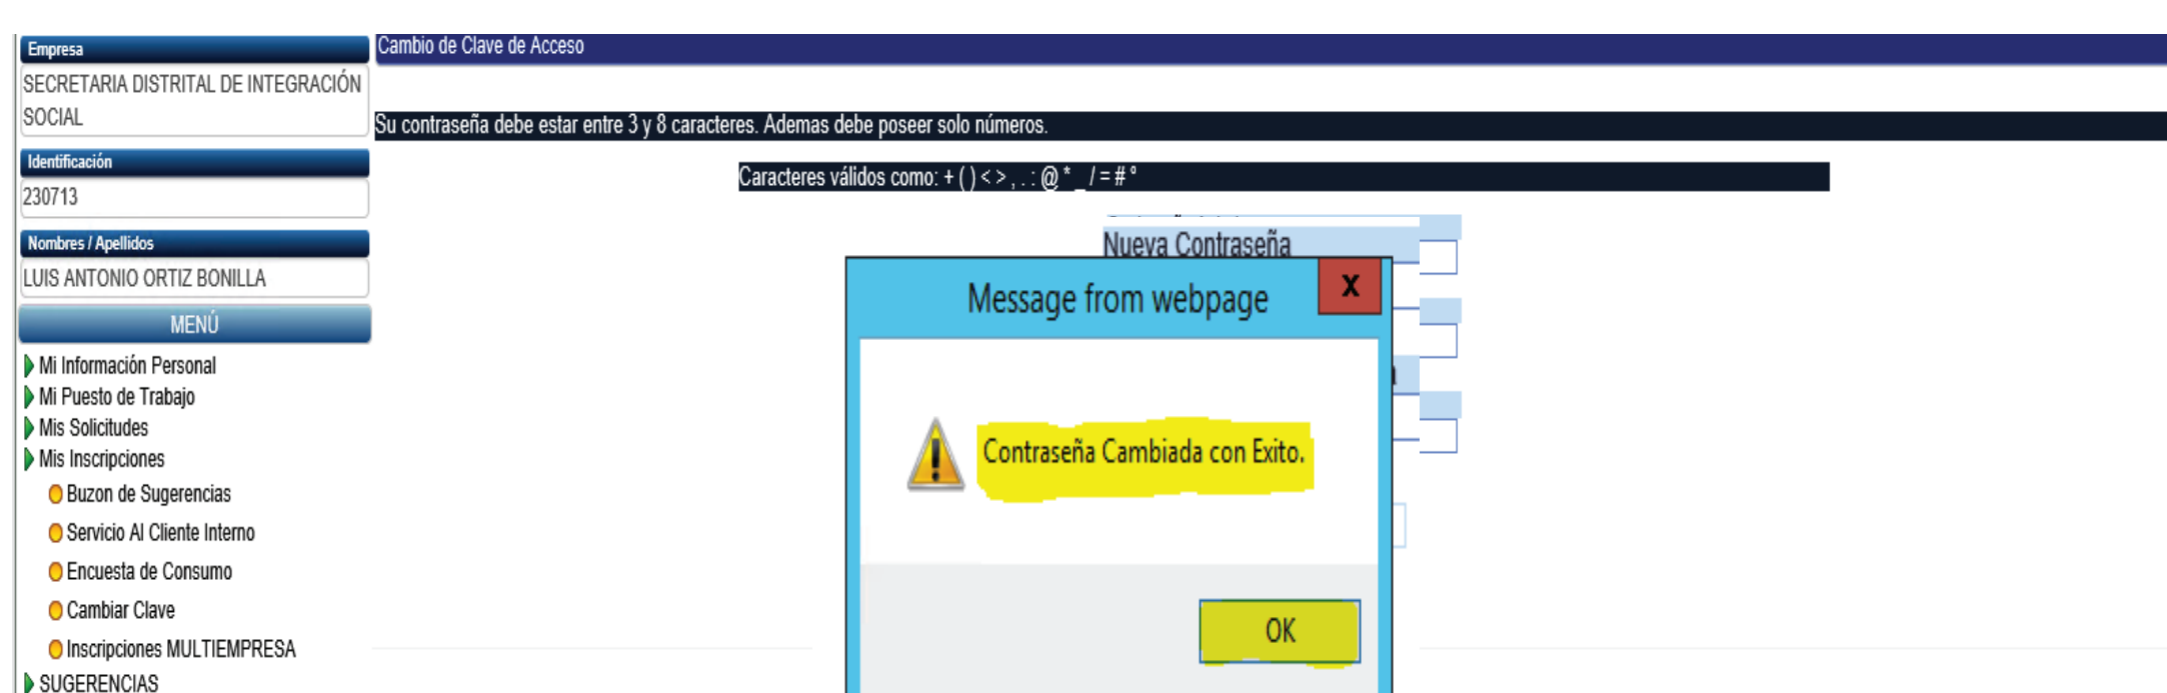 Empresa
SECRETARIA DISTRITAL DE INTEGRACIÓN
SOCIAL
Identificación
230713
Nombres / Apellidos
LUIS ANTONIO ORTIZ BONILLA
MENÚ
Mi Información Personal
Mi Puesto de Trabajo
Mis Solicitudes
Mis Inscripciones
Buzon de Sugerencias
Servicio Al Cliente Interno
Encuesta de Consumo
Cambiar Clave
Inscripciones MULTIEMPRESA
SUGERENCIAS
Cambio de Clave de Acceso
Su contraseña debe estar entre 3 y 8 caracteres. Ademas debe poseer solo números.
Caracteres válidos como: + ( ) < > , . : @ * _ / = # °
Nueva Contraseña
Message from webpage
X
Contraseña Cambiada con Exito.
OK